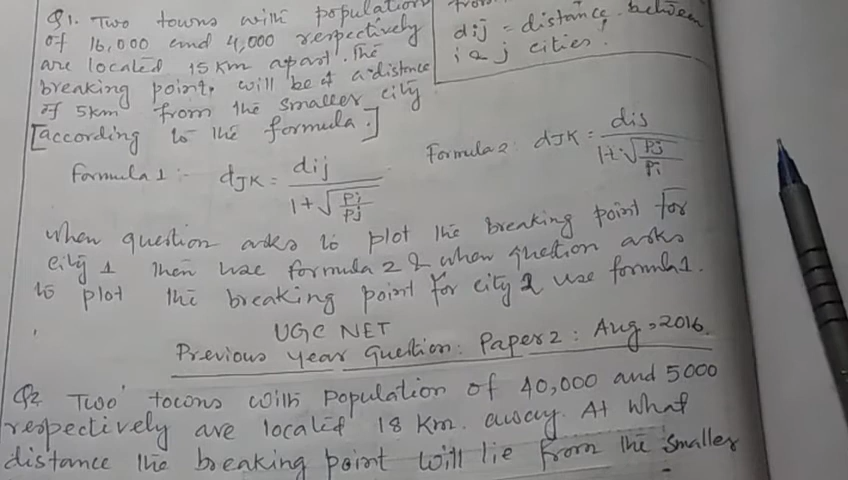 Q1. Two towns with population
of 16,000 and 4,000 respectively
are located 15 km apart. The
breaking point, will be at a distance
of 5km from the smaller city
[according to the formula.]
dij = distance between
i & j cities.
Formula 1 :- dJK = dij / 1+√Pi/Pj
Formula 2: dJK = dis / 1+√Pj/Pi
When question asks to plot the breaking point for
city 1 then use formula 2 & when question asks
to plot the breaking point for city 2 use formula 1.
UGC NET
Previous year Question: Paper 2: Aug, 2016.
Q2 Two towns with Population of 40,000 and 5000
respectively are located 18 Km. away. At what
distance the breaking point will lie from the smaller